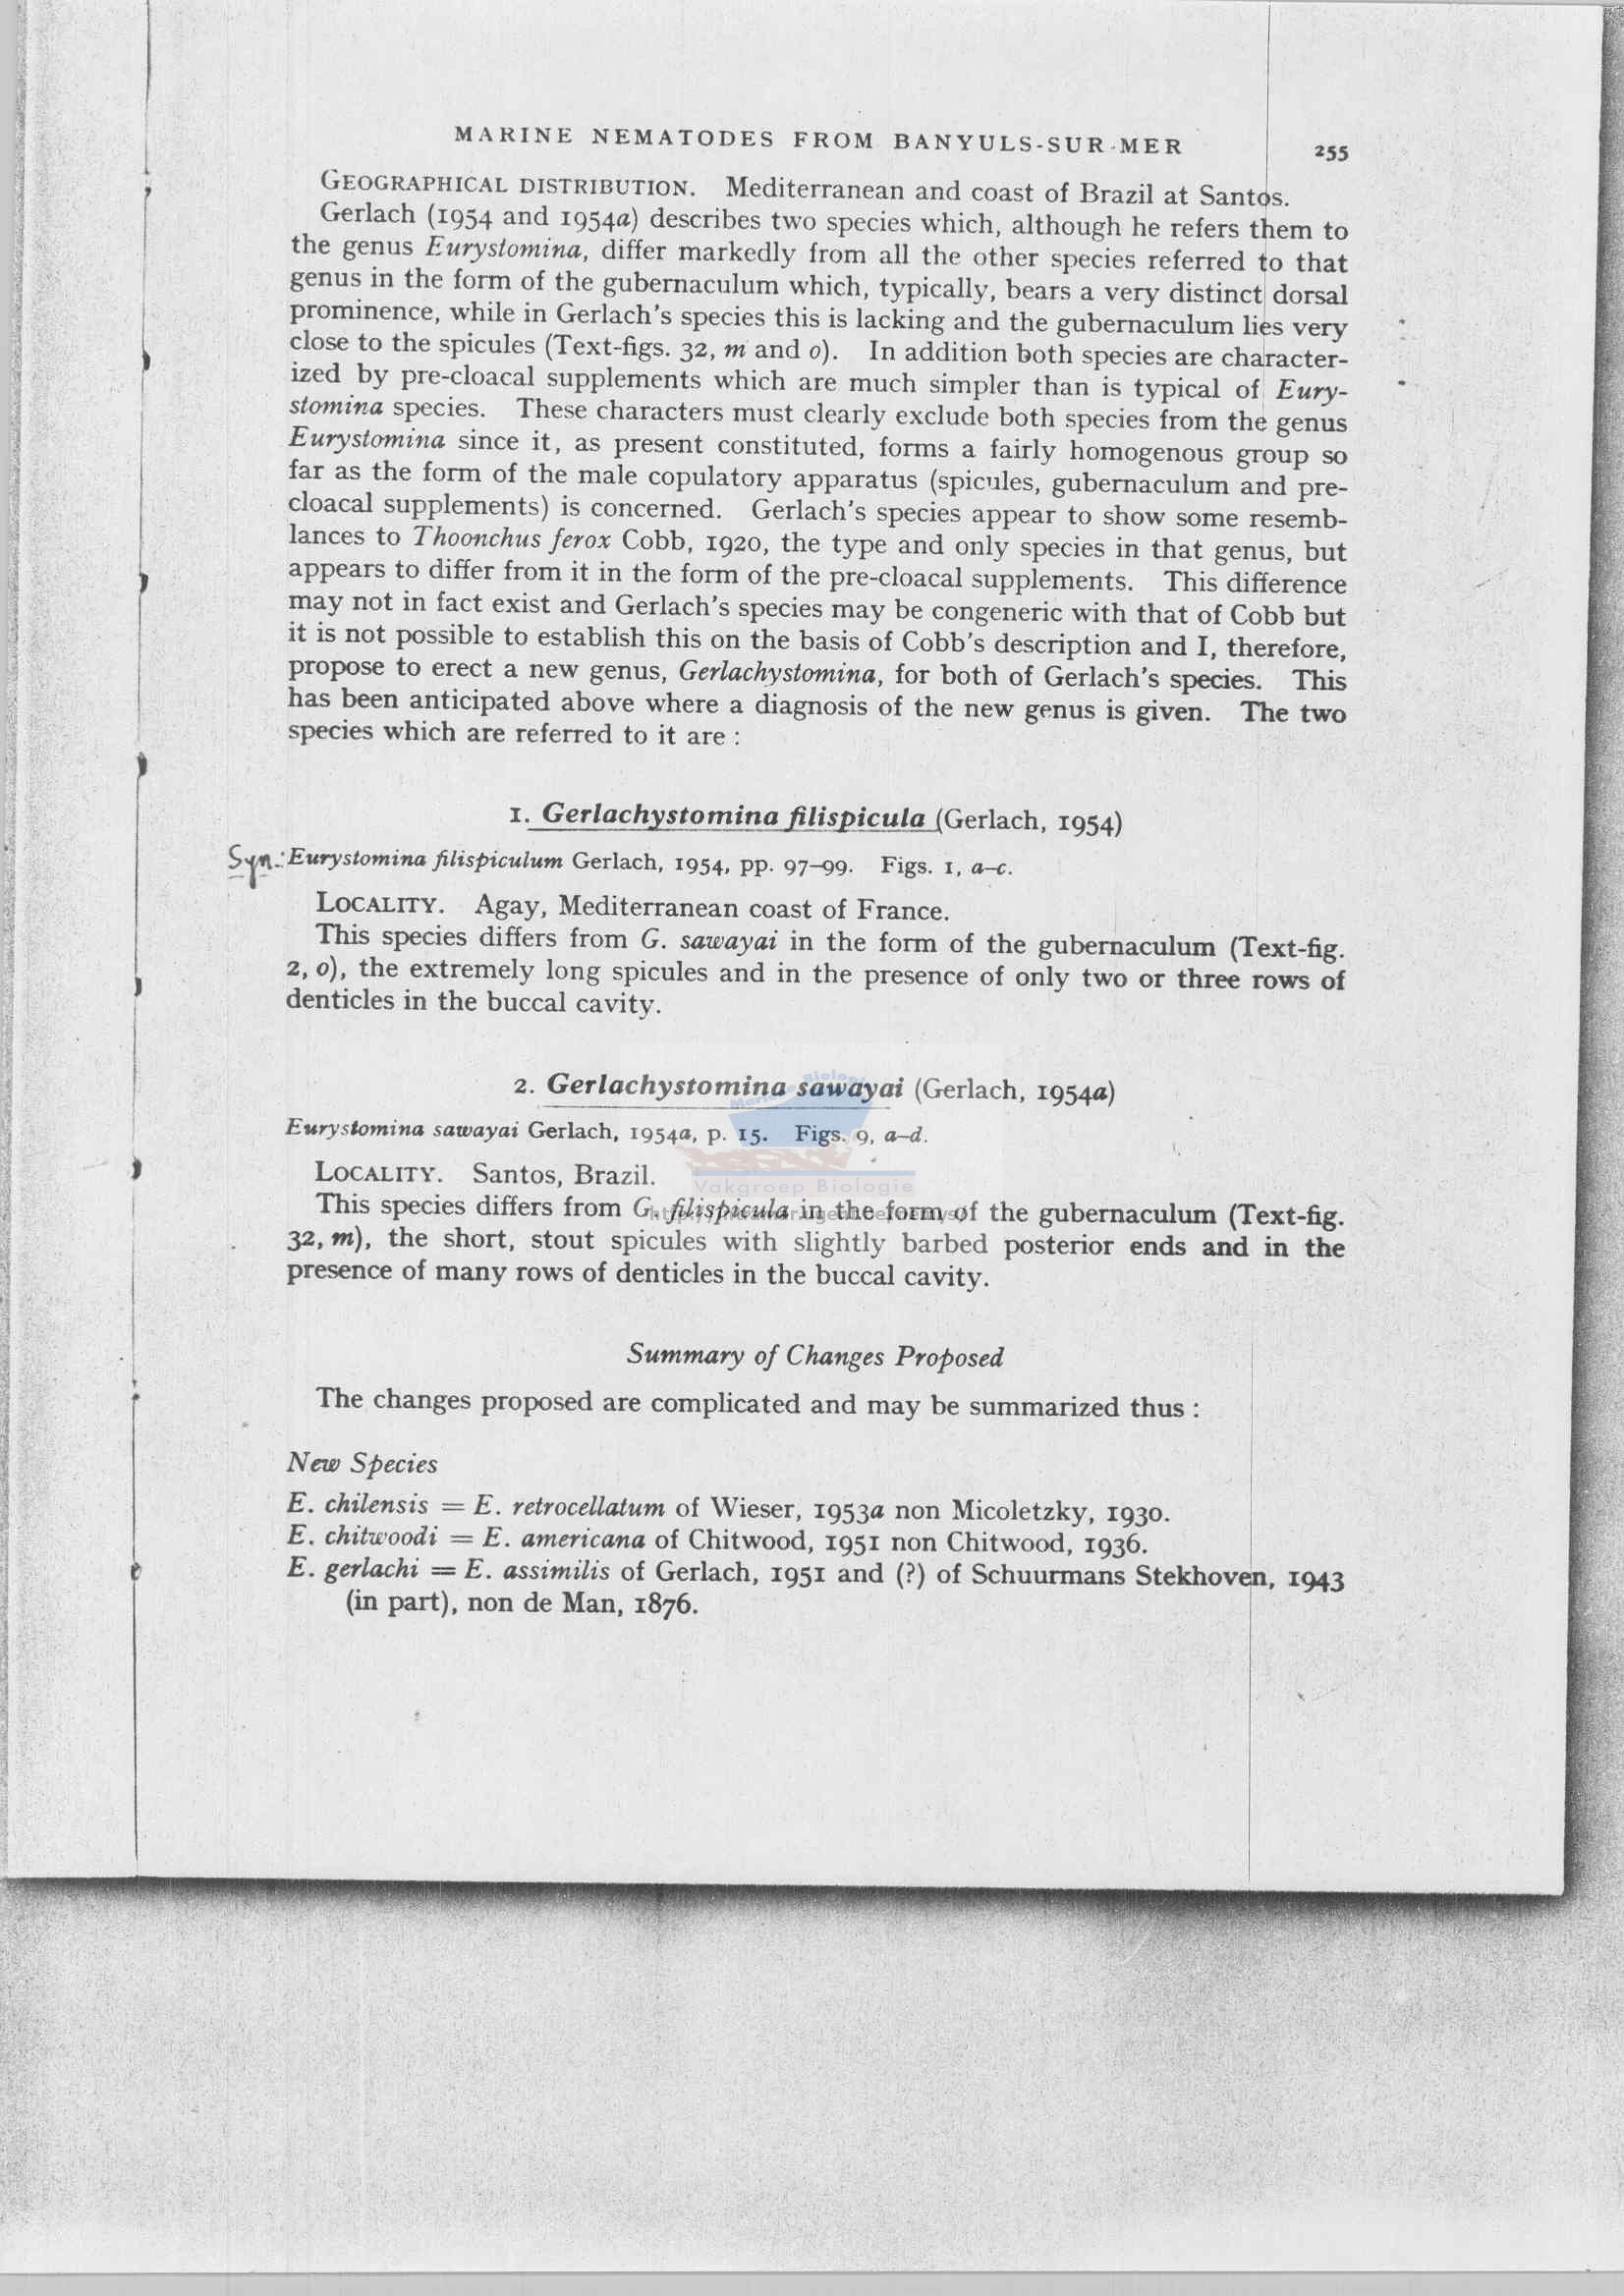 MARINE NEMATODES FROM BANYULS-SUR-MER 255
GEOGRAPHICAL DISTRIBUTION. Mediterranean and coast of Brazil at Santos.
Gerlach (1954 and 1954a) describes two species which, although he refers them to
the genus Eurystomina, differ markedly from all the other species referred to that
genus in the form of the gubernaculum which, typically, bears a very distinct dorsal
prominence, while in Gerlach's species this is lacking and the gubernaculum lies very
close to the spicules (Text-figs. 32, m and o). In addition both species are character-
ized by pre-cloacal supplements which are much simpler than is typical of Eury-
stomina species. These characters must clearly exclude both species from the genus
Eurystomina since it, as present constituted, forms a fairly homogenous group so
far as the form of the male copulatory apparatus (spicules, gubernaculum and pre-
cloacal supplements) is concerned. Gerlach's species appear to show some resemb-
lances to Thoonchus ferox Cobb, 1920, the type and only species in that genus, but
appears to differ from it in the form of the pre-cloacal supplements. This difference
may not in fact exist and Gerlach's species may be congeneric with that of Cobb but
it is not possible to establish this on the basis of Cobb's description and I, therefore,
propose to erect a new genus, Gerlachystomina, for both of Gerlach's species. This
has been anticipated above where a diagnosis of the new genus is given. The two
species which are referred to it are :
1. Gerlachystomina filispicula (Gerlach, 1954)
Syn.: Eurystomina filispiculum Gerlach, 1954, pp. 97–99. Figs. 1, a–c.
LOCALITY. Agay, Mediterranean coast of France.
This species differs from G. sawayai in the form of the gubernaculum (Text-fig.
2, o), the extremely long spicules and in the presence of only two or three rows of
denticles in the buccal cavity.
2. Gerlachystomina sawayai (Gerlach, 1954a)
Eurystomina sawayai Gerlach, 1954a, p. 15. Figs. 9, a–d.
LOCALITY. Santos, Brazil.
Vakgroep Biologie
This species differs from G. filispicula in the form of the gubernaculum (Text-fig.
32, m), the short, stout spicules with slightly barbed posterior ends and in the
presence of many rows of denticles in the buccal cavity.
Summary of Changes Proposed
The changes proposed are complicated and may be summarized thus :
New Species
E. chilensis = E. retrocellatum of Wieser, 1953a non Micoletzky, 1930.
E. chitwoodi = E. americana of Chitwood, 1951 non Chitwood, 1936.
E. gerlachi = E. assimilis of Gerlach, 1951 and (?) of Schuurmans Stekhoven, 1943
(in part), non de Man, 1876.